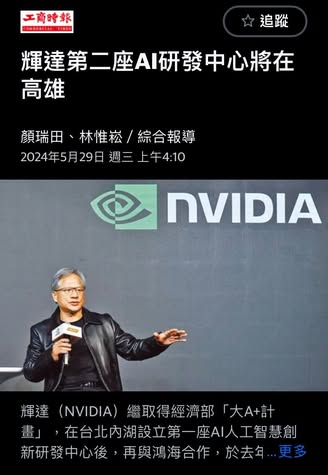 工商時報
COMMERCIAL TIMES
☆ 追蹤
輝達第二座AI研發中心將在
高雄
顏瑞田、林惟崧／綜合報導
2024年5月29日 週三 上午4:10
NVIDIA
輝達（NVIDIA）繼取得經濟部「大A+計
畫」，在台北內湖設立第一座AI人工智慧創
新研發中心後，再與鴻海合作，於去年...更多